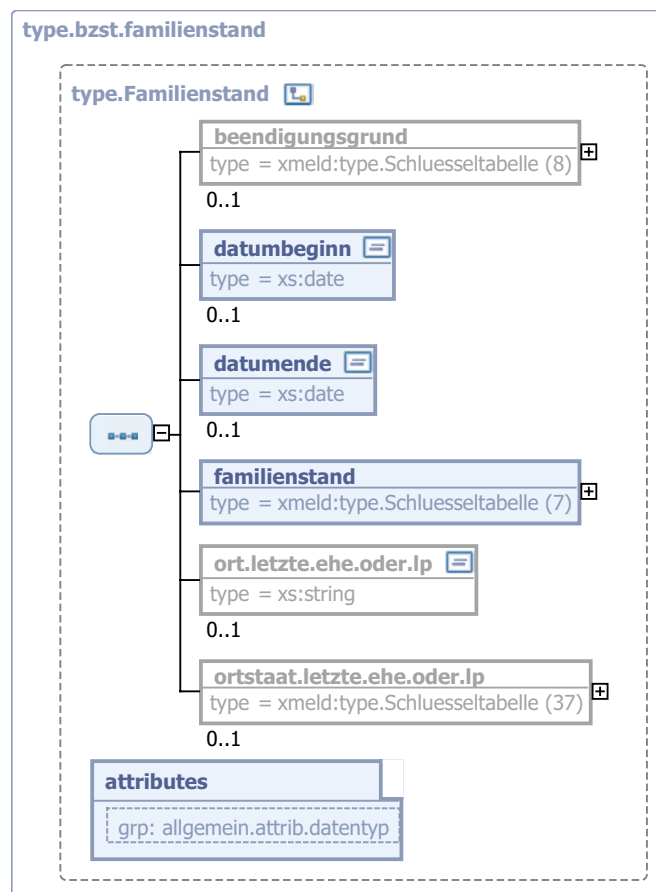 type.bzst.familienstand
type.Familienstand
beendigungsgrund
type = xmeld:type.Schluesseltabelle (8)
0..1
datumbeginn
type = xs:date
0..1
datumende
type = xs:date
0..1
familienstand
type = xmeld:type.Schluesseltabelle (7)
ort.letzte.ehe.oder.lp
type = xs:string
0..1
ortstaat.letzte.ehe.oder.lp
type = xmeld:type.Schluesseltabelle (37)
0..1
attributes
grp: allgemein.attrib.datentyp